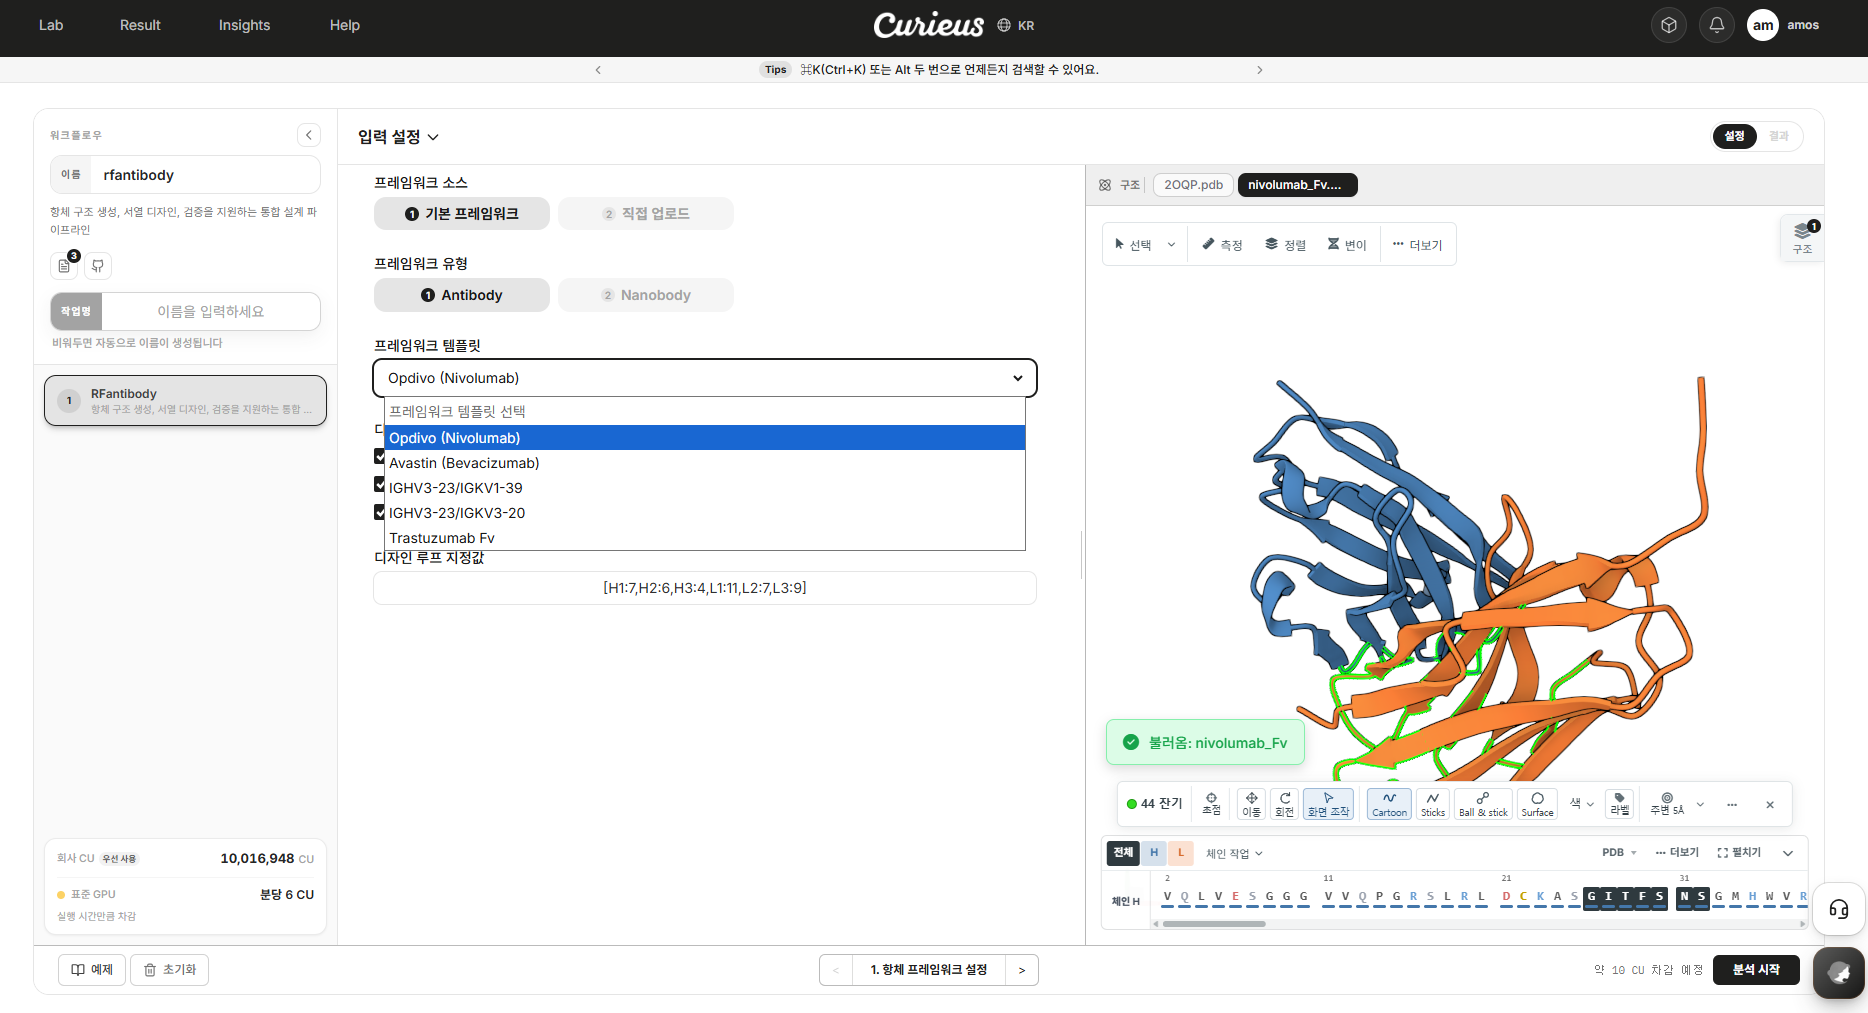 Lab
Result
Insights
Help
Curieus
KR
am
amos
Tips
⌘K(Ctrl+K) 또는 Alt 두 번으로 언제든지 검색할 수 있어요.
워크플로우
이름
rfantibody
항체 구조 생성, 서열 디자인, 검증을 지원하는 통합 설계 파
이프라인
3
작업명
이름을 입력하세요
비워두면 자동으로 이름이 생성됩니다
1
RFantibody
항체 구조 생성, 서열 디자인, 검증을 지원하는 통합 ...
회사 CU
우선 사용
10,016,948 CU
표준 GPU
분당 6 CU
실행 시간만큼 차감
입력 설정
설정
결과
프레임워크 소스
1 기본 프레임워크
2 직접 업로드
프레임워크 유형
1 Antibody
2 Nanobody
프레임워크 템플릿
Opdivo (Nivolumab)
프레임워크 템플릿 선택
Opdivo (Nivolumab)
Avastin (Bevacizumab)
IGHV3-23/IGKV1-39
IGHV3-23/IGKV3-20
Trastuzumab Fv
디자인 루프 지정값
[H1:7,H2:6,H3:4,L1:11,L2:7,L3:9]
구조
2OQP.pdb
nivolumab_Fv....
선택
측정
정렬
변이
더보기
1
구조
불러옴: nivolumab_Fv
44 잔기
초점
이동
회전
화면 조작
Cartoon
Sticks
Ball & stick
Surface
색
라벨
주변 5Å
전체
H
L
체인 작업
PDB
더보기
펼치기
2
11
21
31
체인 H
V Q L V E S G G G V V Q P G R S L R L D C K A S G I T F S N S G M H W V R
예제
초기화
<
1. 항체 프레임워크 설정
>
약 10 CU 차감 예정
분석 시작